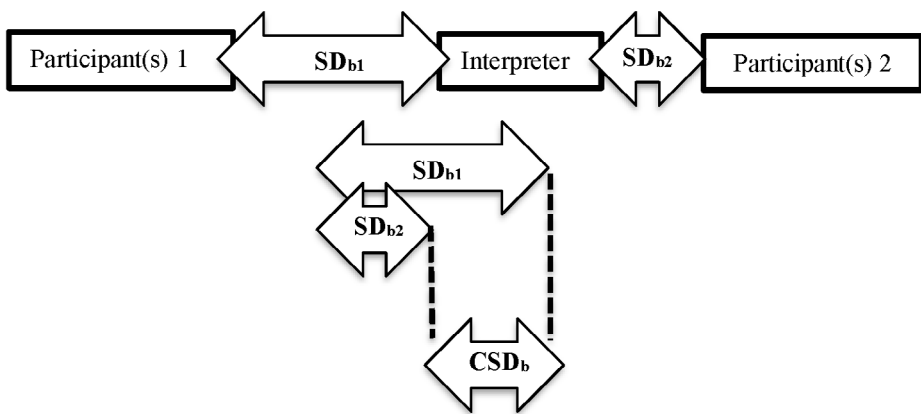 Participant(s) 1 SDb1 Interpreter SDb2 Participant(s) 2
SDb1
SDb2
CSDb